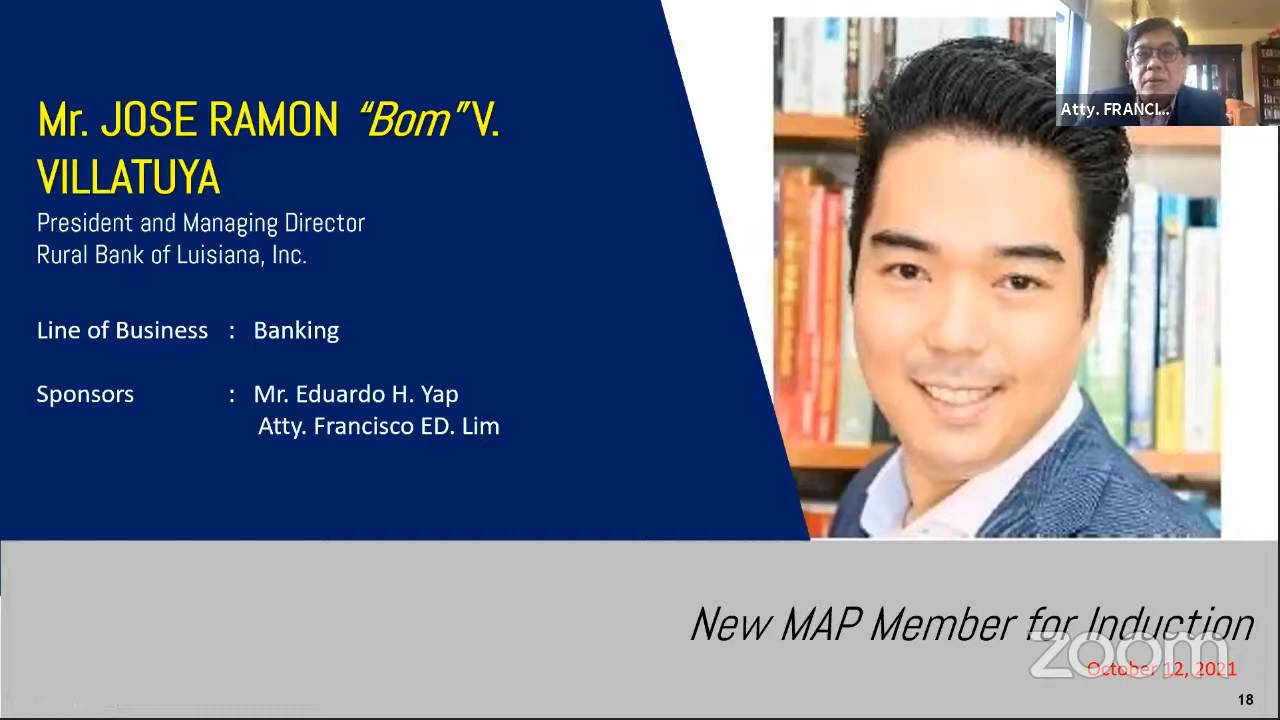 Mr. JOSE RAMON “Bom” V.
VILLATUYA
President and Managing Director
Rural Bank of Luisiana, Inc.
Line of Business : Banking
Sponsors : Mr. Eduardo H. Yap
Atty. Francisco ED. Lim
Atty. FRANCI...
New MAP Member for Induction
zoom
October 12, 2021
18